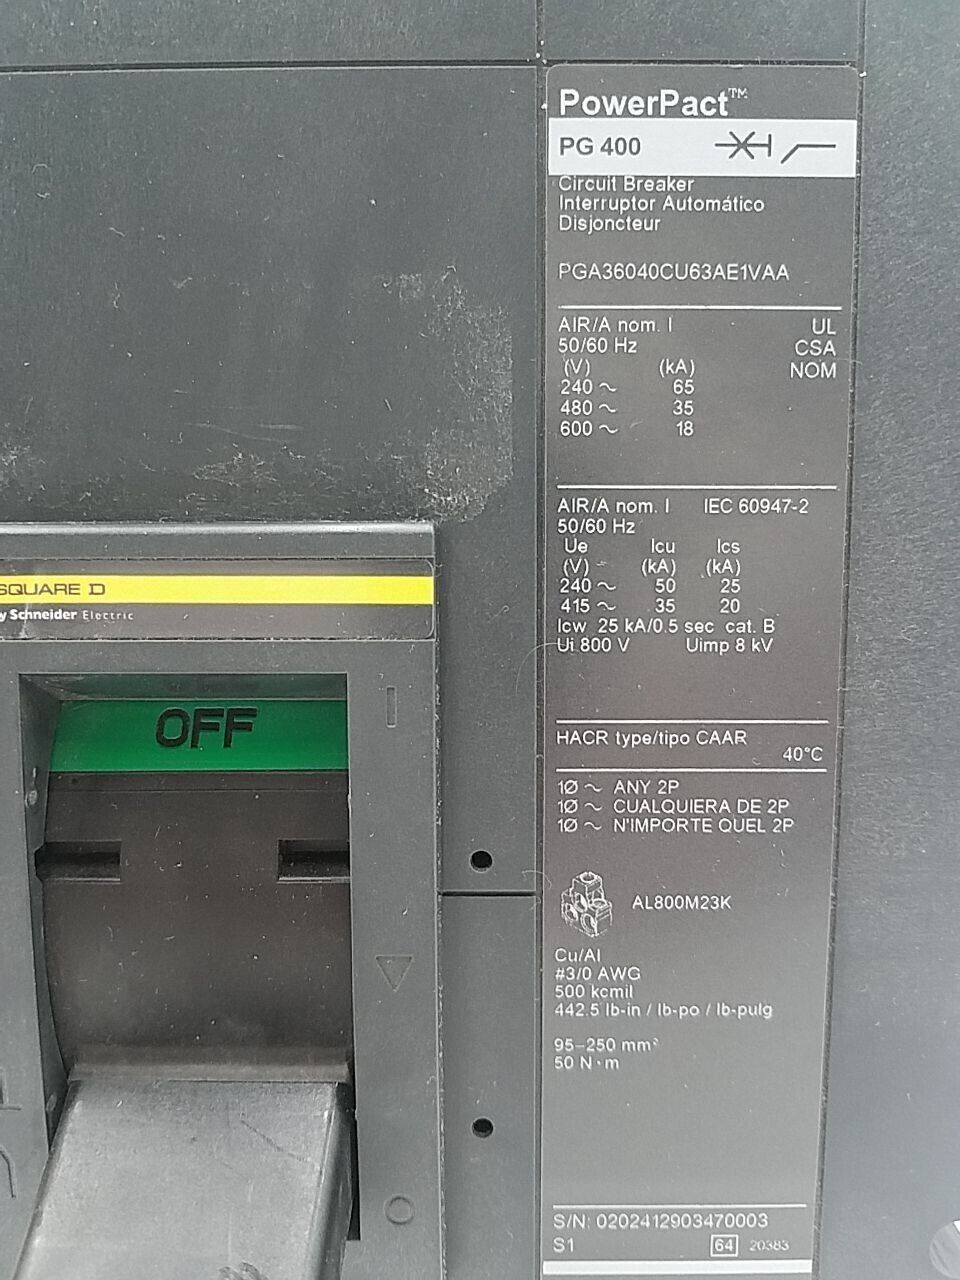 PowerPact™
PG 400
Circuit Breaker
Interruptor Automático
Disjoncteur
PGA36040CU63AE1VAA
AIR/A nom. I UL
50/60 Hz CSA
(V) (kA) NOM
240 ~ 65
480 ~ 35
600 ~ 18
AIR/A nom. I IEC 60947-2
50/60 Hz
Ue Icu Ics
(V) (kA) (kA)
240 ~ 50 25
415 ~ 35 20
Icw 25 kA/0.5 sec cat. B
Ui 800 V Uimp 8 kV
HACR type/tipo CAAR
40°C
1Ø ~ ANY 2P
1Ø ~ CUALQUIERA DE 2P
1Ø ~ N'IMPORTE QUEL 2P
AL800M23K
Cu/Al
#3/0 AWG
500 kcmil
442.5 lb-in / lb-po / lb-pulg
95–250 mm²
50 N·m
S/N: 0202412903470003
S1 64 20383
SQUARE D
by Schneider Electric
OFF
I
O